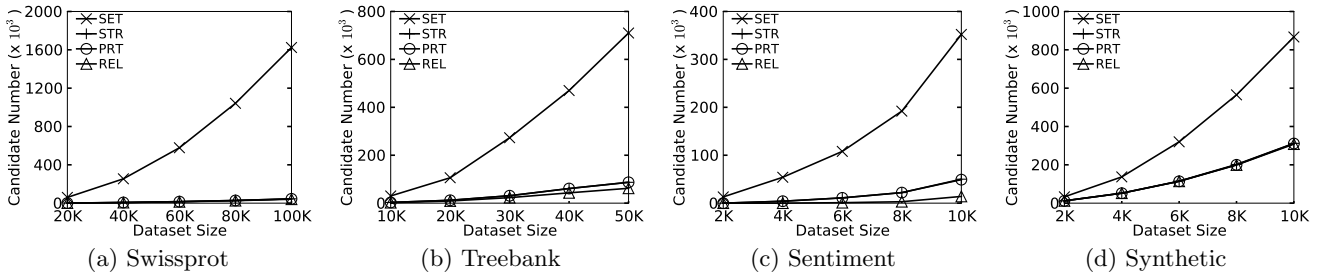 Candidate Number (x 10³)
2000
1600
1200
800
400
0
SET
STR
PRT
REL
20K 40K 60K 80K 100K
Dataset Size
(a) Swissprot
Candidate Number (x 10³)
800
600
400
200
0
SET
STR
PRT
REL
10K 20K 30K 40K 50K
Dataset Size
(b) Treebank
Candidate Number (x 10³)
400
300
200
100
0
SET
STR
PRT
REL
2K 4K 6K 8K 10K
Dataset Size
(c) Sentiment
Candidate Number (x 10³)
1000
800
600
400
200
0
SET
STR
PRT
REL
2K 4K 6K 8K 10K
Dataset Size
(d) Synthetic